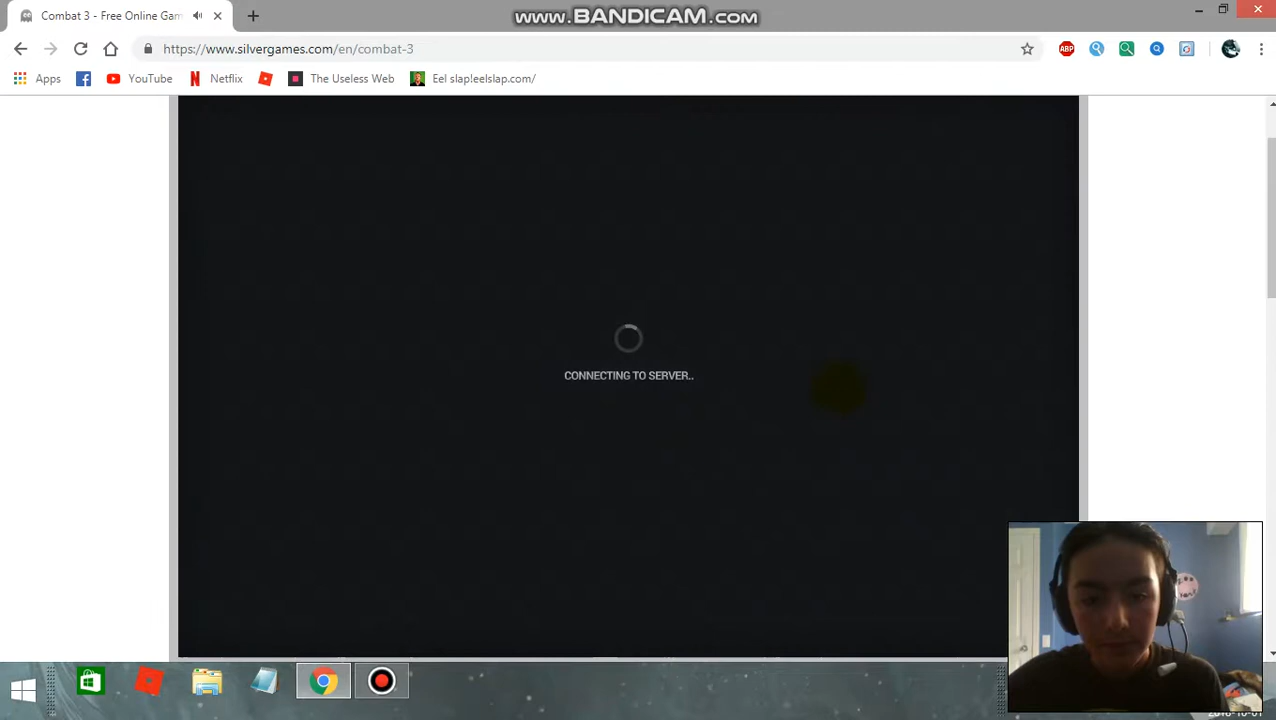 www.BANDICAM.com
Combat 3 - Free Online Gam
https://www.silvergames.com/en/combat-3
ABP
Apps
YouTube
Netflix
The Useless Web
Eel slap!eelslap.com/
CONNECTING TO SERVER..